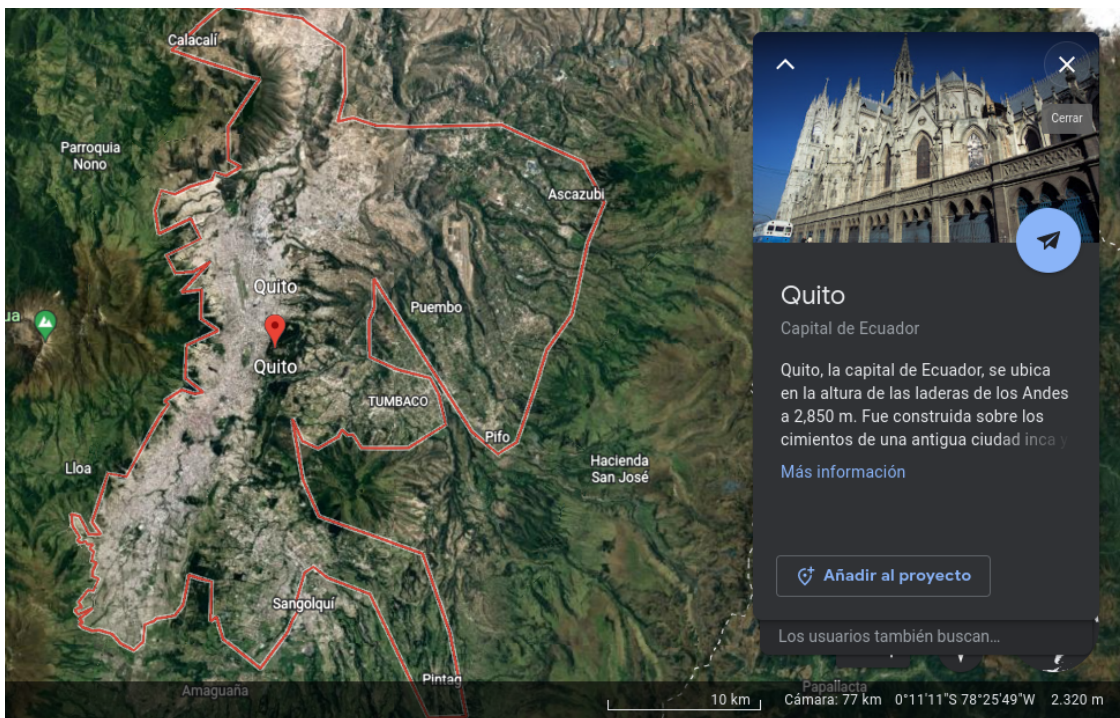 Calacalí
Parroquia
Nono
Ascazubi
ua
Quito
Puembo
Quito
TUMBACO
Pifo
Lloa
Hacienda
San José
Sangolquí
Pintag
Amaguaña
Papallacta
Cerrar
Quito
Capital de Ecuador
Quito, la capital de Ecuador, se ubica
en la altura de las laderas de los Andes
a 2,850 m. Fue construida sobre los
cimientos de una antigua ciudad inca y
Más información
Añadir al proyecto
Los usuarios también buscan…
10 km
Cámara: 77 km 0°11'11"S 78°25'49"W 2.320 m